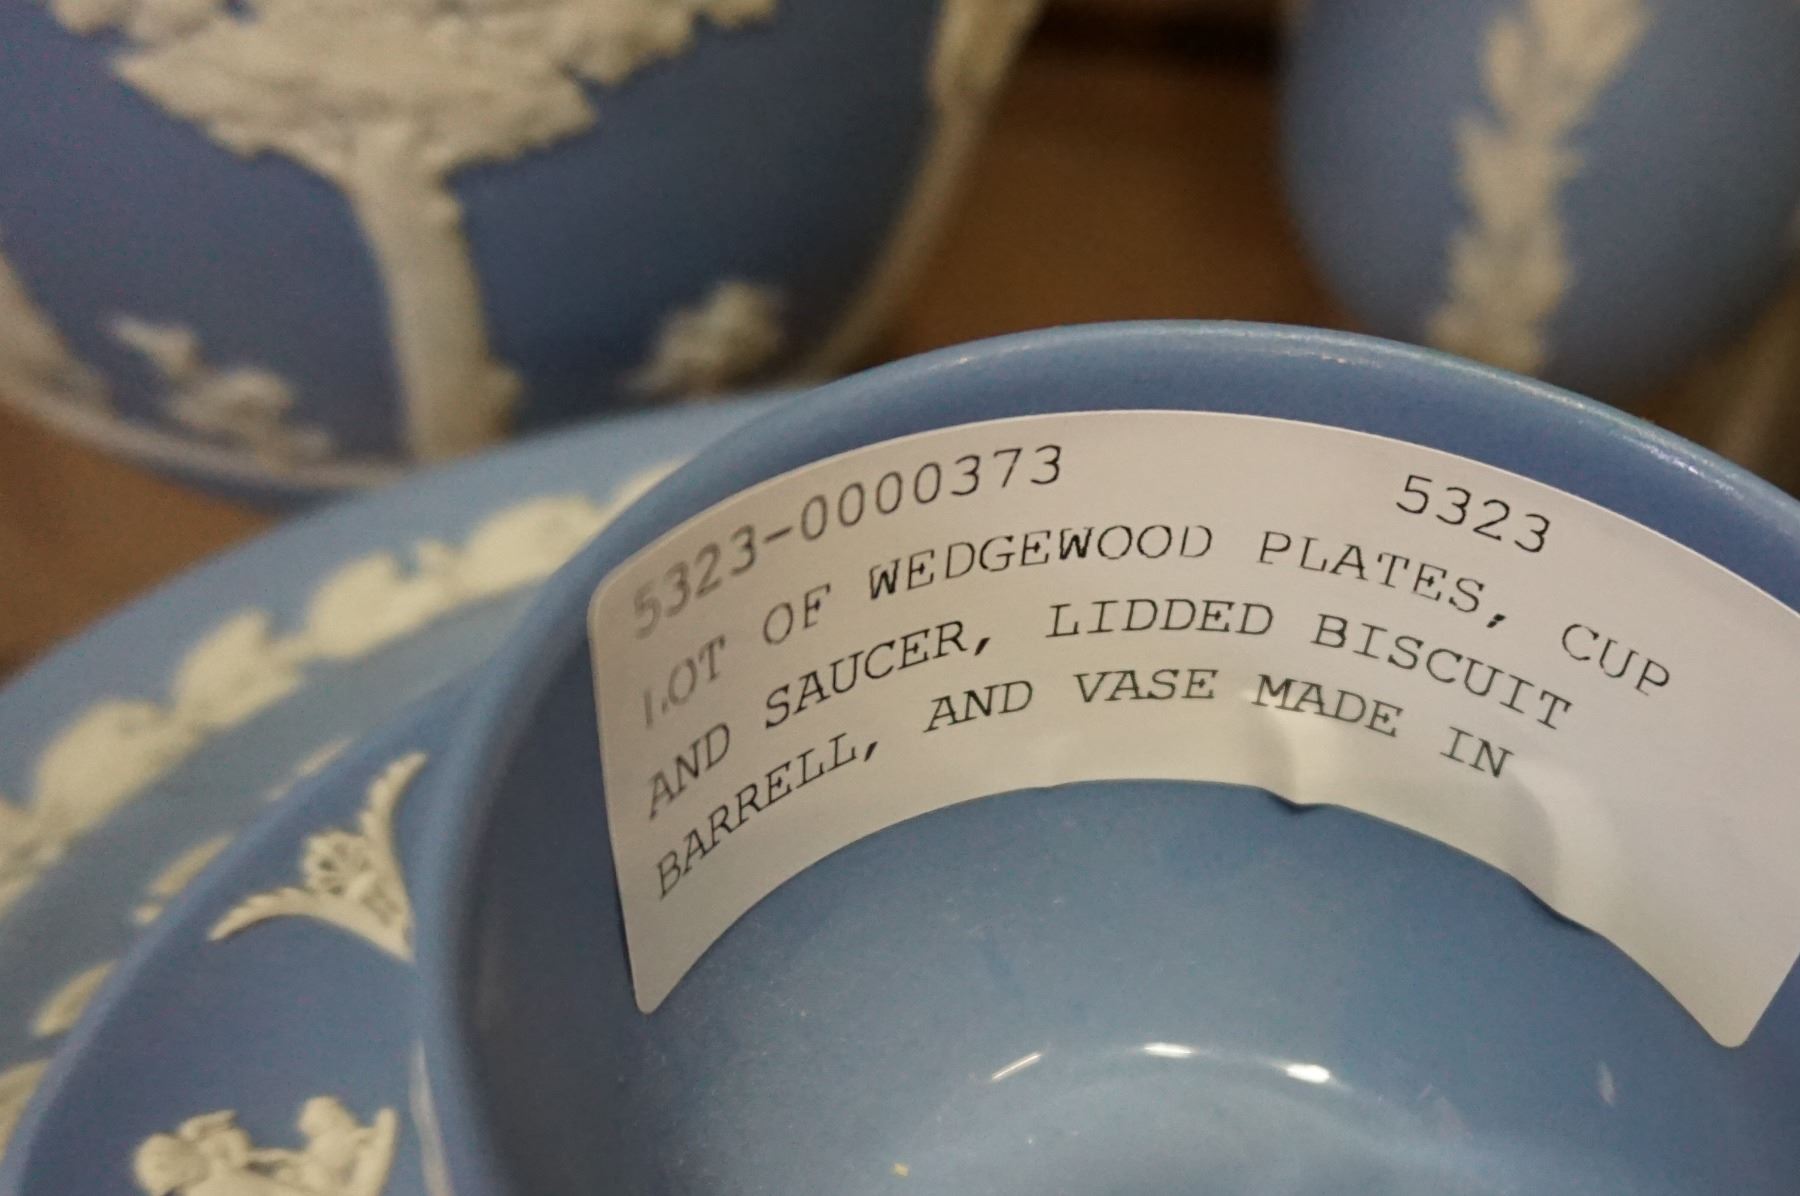 5323-0000373 5323
LOT OF WEDGEWOOD PLATES, CUP
AND SAUCER, LIDDED BISCUIT
BARRELL, AND VASE MADE IN